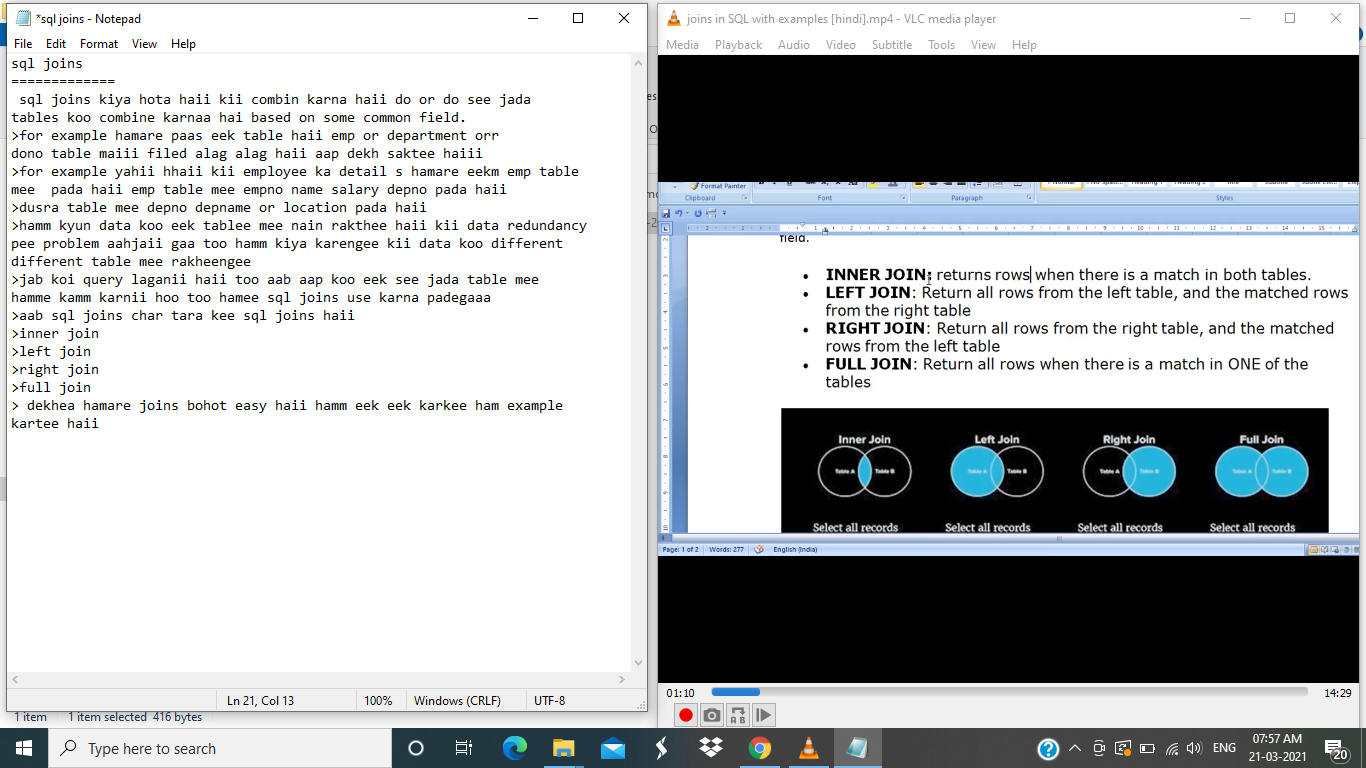 *sql joins - Notepad
File Edit Format View Help
sql joins
=============
sql joins kiya hota haii kii combin karna haii do or do see jada
tables koo combine karnaa hai based on some common field.
>for example hamare paas eek table haii emp or department orr
dono table maiii filed alag alag haii aap dekh saktee haiii
>for example yahii hhaii kii employee ka detail s hamare eekm emp table
mee  pada haii emp table mee empno name salary depno pada haii
>dusra table mee depno depname or location pada haii
>hamm kyun data koo eek tablee mee nain rakthee haii kii data redundancy
pee problem aahjaii gaa too hamm kiya karengee kii data koo different
different table mee rakheengee
>jab koi query laganii haii too aab aap koo eek see jada table mee
hamme kamm karnii hoo too hamee sql joins use karna padegaaa
>aab sql joins char tara kee sql joins haii
>inner join
>left join
>right join
>full join
> dekhea hamare joins bohot easy haii hamm eek eek karkee ham example
kartee haii
Ln 21, Col 13 100% Windows (CRLF) UTF-8
1 item 1 item selected 416 bytes
joins in SQL with examples [hindi].mp4 - VLC media player
Media Playback Audio Video Subtitle Tools View Help
Format Painter
Clipboard Font Paragraph Styles
field.
• INNER JOIN: returns rows when there is a match in both tables.
• LEFT JOIN: Return all rows from the left table, and the matched rows
from the right table
• RIGHT JOIN: Return all rows from the right table, and the matched
rows from the left table
• FULL JOIN: Return all rows when there is a match in ONE of the
tables
Inner Join Left Join Right Join Full Join
Table A Table B Table A Table B Table A Table B Table A Table B
Select all records Select all records Select all records Select all records
Page: 1 of 2 Words: 277 English (India)
01:10 14:29
A B
Type here to search
ENG
07:57 AM
21-03-2021
20